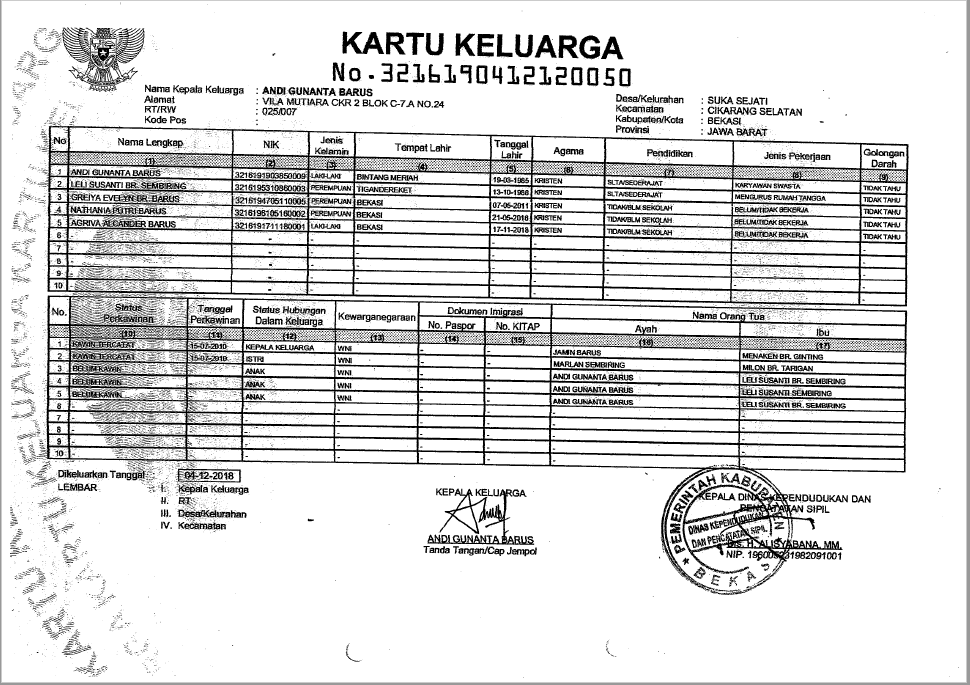 KARTU KELUARGA
No.3216190412120050
Nama Kepala Keluarga : ANDI GUNANTA BARUS
Alamat : VILA MUTIARA CKR 2 BLOK C-7.A NO.24
RT/RW : 025/007
Kode Pos :
Desa/Kelurahan : SUKA SEJATI
Kecamatan : CIKARANG SELATAN
Kabupaten/Kota : BEKASI
Provinsi : JAWA BARAT
No Nama Lengkap NIK Jenis Kelamin Tempat Lahir Tanggal Lahir Agama Pendidikan Jenis Pekerjaan Golongan Darah
(1) (2) (3) (4) (5) (6) (7) (8) (9)
1 ANDI GUNANTA BARUS 3216191903850009 LAKI-LAKI BINTANG MERIAH 19-03-1985 KRISTEN SLTA/SEDERAJAT KARYAWAN SWASTA TIDAK TAHU
2 LELI SUSANTI BR. SEMBIRING 3216195310860003 PEREMPUAN TIGANDEREKET 13-10-1986 KRISTEN SLTA/SEDERAJAT MENGURUS RUMAH TANGGA TIDAK TAHU
3 GREIYA EVELYN BR. BARUS 3216194705110005 PEREMPUAN BEKASI 07-05-2011 KRISTEN TIDAK/BLM SEKOLAH BELUM/TIDAK BEKERJA TIDAK TAHU
4 NATHANIA PUTRI BARUS 3216196105160002 PEREMPUAN BEKASI 21-05-2016 KRISTEN TIDAK/BLM SEKOLAH BELUM/TIDAK BEKERJA TIDAK TAHU
5 AGRIVA ALCANDER BARUS 3216191711180001 LAKI-LAKI BEKASI 17-11-2018 KRISTEN TIDAK/BLM SEKOLAH BELUM/TIDAK BEKERJA TIDAK TAHU
6 - - - - - - - - -
7 - - - - - - - - -
8 - - - - - - - - -
9 - - - - - - - - -
10 - - - - - - - - -
No. Status Perkawinan Tanggal Perkawinan Status Hubungan Dalam Keluarga Kewarganegaraan Dokumen Imigrasi Nama Orang Tua
No. Paspor No. KITAP Ayah Ibu
(10) (11) (12) (13) (14) (15) (16) (17)
1 KAWIN TERCATAT 15-07-2010 KEPALA KELUARGA WNI - - JAMIN BARUS MENAKEN BR. GINTING
2 KAWIN TERCATAT 15-07-2010 ISTRI WNI - - MARLAN SEMBIRING MILON BR. TARIGAN
3 BELUM KAWIN ANAK WNI - - ANDI GUNANTA BARUS LELI SUSANTI BR. SEMBIRING
4 BELUM KAWIN ANAK WNI - - ANDI GUNANTA BARUS LELI SUSANTI SEMBIRING
5 BELUM KAWIN ANAK WNI - - ANDI GUNANTA BARUS LELI SUSANTI BR. SEMBIRING
6 - - - - - - - -
7 - - - - - - - -
8 - - - - - - - -
9 - - - - - - - -
10 - - - - - - - -
Dikeluarkan Tanggal : 04-12-2018
LEMBAR : I. Kepala Keluarga
II. RT
III. Desa/Kelurahan
IV. Kecamatan
KEPALA KELUARGA
ANDI GUNANTA BARUS
Tanda Tangan/Cap Jempol
KEPALA DINAS KEPENDUDUKAN DAN
PENCATATAN SIPIL
PEMERINTAH KABUPATEN
DINAS KEPENDUDUKAN
DAN PENCATATAN SIPIL
BEKASI
Drs. H. ALISYABANA, MM.
KARTU KELUARGA